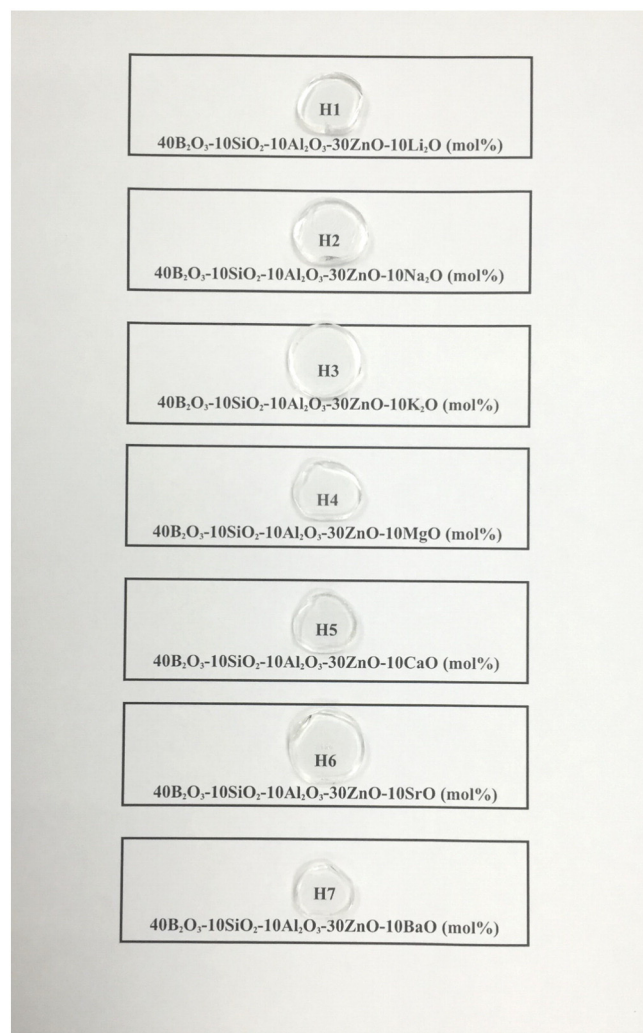 H1
40B₂O₃-10SiO₂-10Al₂O₃-30ZnO-10Li₂O (mol%)
H2
40B₂O₃-10SiO₂-10Al₂O₃-30ZnO-10Na₂O (mol%)
H3
40B₂O₃-10SiO₂-10Al₂O₃-30ZnO-10K₂O (mol%)
H4
40B₂O₃-10SiO₂-10Al₂O₃-30ZnO-10MgO (mol%)
H5
40B₂O₃-10SiO₂-10Al₂O₃-30ZnO-10CaO (mol%)
H6
40B₂O₃-10SiO₂-10Al₂O₃-30ZnO-10SrO (mol%)
H7
40B₂O₃-10SiO₂-10Al₂O₃-30ZnO-10BaO (mol%)